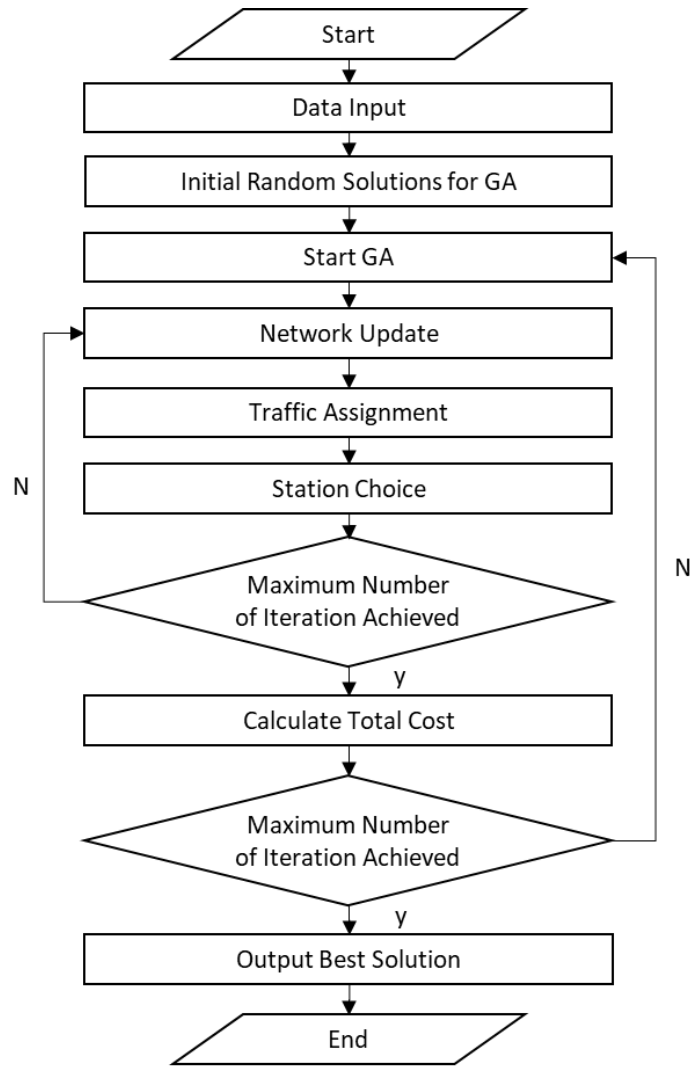 Start
Data Input
Initial Random Solutions for GA
Start GA
Network Update
Traffic Assignment
Station Choice
N
Maximum Number
of Iteration Achieved
N
y
Calculate Total Cost
Maximum Number
of Iteration Achieved
y
Output Best Solution
End